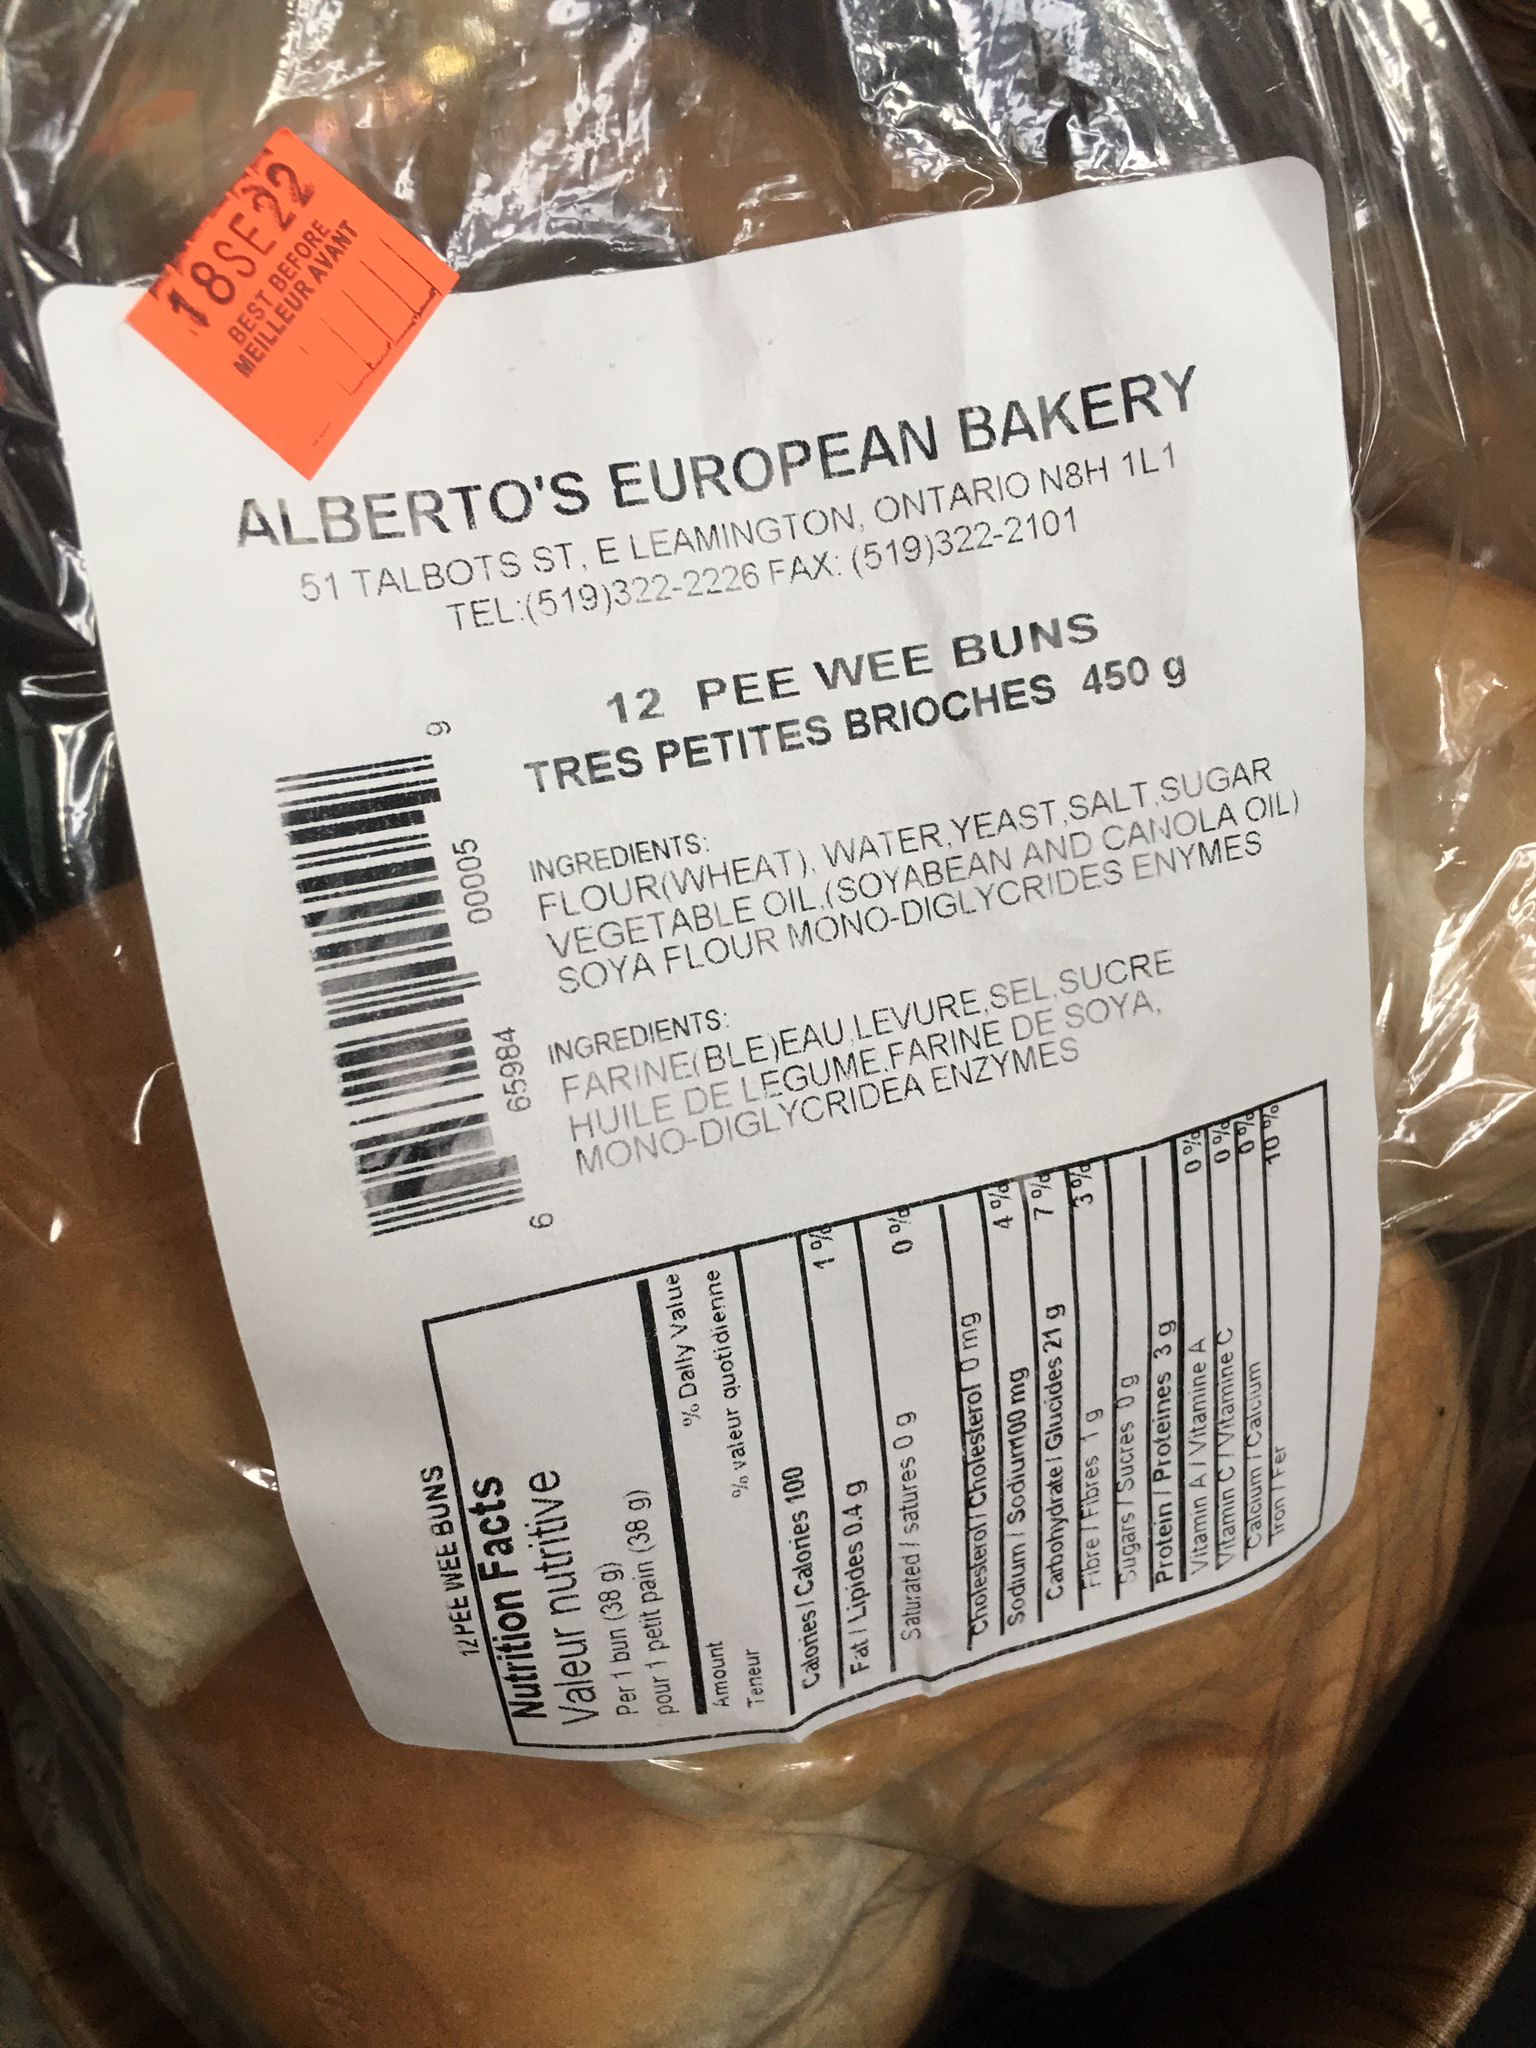 18SE22
BEST BEFORE
MEILLEUR AVANT
ALBERTO'S EUROPEAN BAKERY
51 TALBOTS ST, E LEAMINGTON, ONTARIO N8H 1L1
TEL:(519)322-2226 FAX: (519)322-2101
12 PEE WEE BUNS
TRES PETITES BRIOCHES 450 g
INGREDIENTS:
FLOUR(WHEAT), WATER,YEAST,SALT,SUGAR
VEGETABLE OIL,(SOYABEAN AND CANOLA OIL)
SOYA FLOUR MONO-DIGLYCRIDES ENYMES
INGREDIENTS:
FARINE(BLE)EAU,LEVURE,SEL,SUCRE
HUILE DE LEGUME.FARINE DE SOYA,
MONO-DIGLYCRIDEA ENZYMES
6 65984 00005 9
12 PEE WEE BUNS
Nutrition Facts
Valeur nutritive
Per 1 bun (38 g)
pour 1 petit pain (38 g)
Amount % Daily Value
Teneur % valeur quotidienne
Calories / Calories 100
Fat / Lipides 0.4 g 1 %
Saturated / satures 0 g 0 %
Cholesterol / Cholesterol 0 mg
Sodium / Sodium100 mg 4 %
Carbohydrate / Glucides 21 g 7 %
Fibre / Fibres 1 g 3 %
Sugars / Sucres 0 g
Protein / Proteines 3 g
Vitamin A / Vitamine A 0 %
Vitamin C / Vitamine C 0 %
Calcium / Calcium 0 %
Iron / Fer 10 %